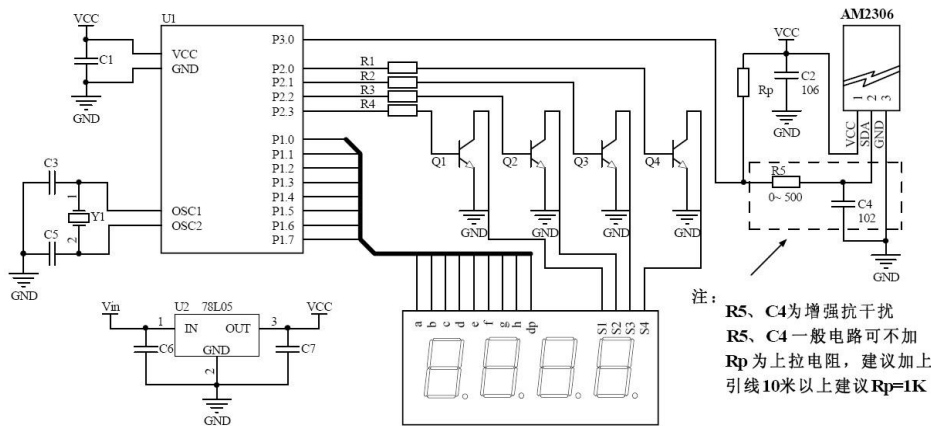 VCC
U1
AM2306
C1
VCC
GND
GND
P3.0
P2.0
P2.1
P2.2
P2.3
R1
R2
R3
R4
VCC
Rp
C2
106
GND
1
2
3
VCC
SDA
GND
P1.0
P1.1
P1.2
P1.3
P1.4
P1.5
P1.6
P1.7
Q1
Q2
Q3
Q4
GND
GND
GND
GND
R5
0~ 500
C4
102
GND
C3
1
Y1
2
C5
GND
OSC1
OSC2
Vin
U2 78L05
VCC
1
IN
OUT
3
GND
2
C6
C7
GND
a
b
c
d
e
f
g
h
dp
S1
S2
S3
S4
注:
R5、C4为增强抗干扰
R5、C4 一般电路可不加
Rp 为上拉电阻，建议加上
引线10米以上建议Rp=1K